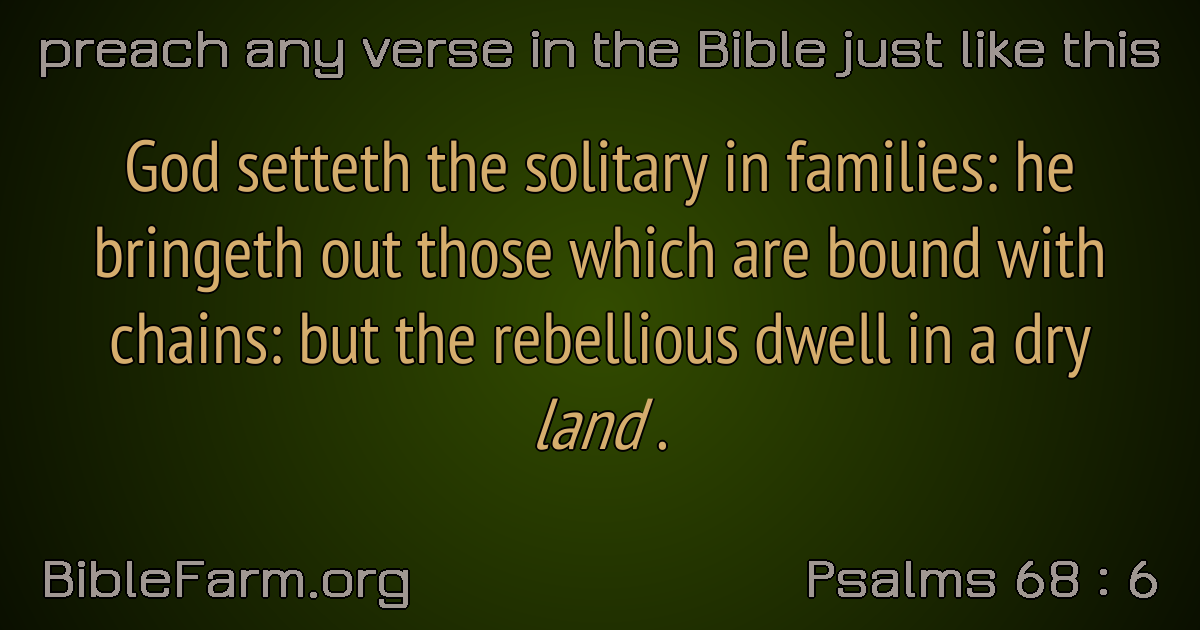 preach any verse in the Bible just like this
God setteth the solitary in families: he
bringeth out those which are bound with
chains: but the rebellious dwell in a dry
land .
BibleFarm.org
Psalms 68 : 6